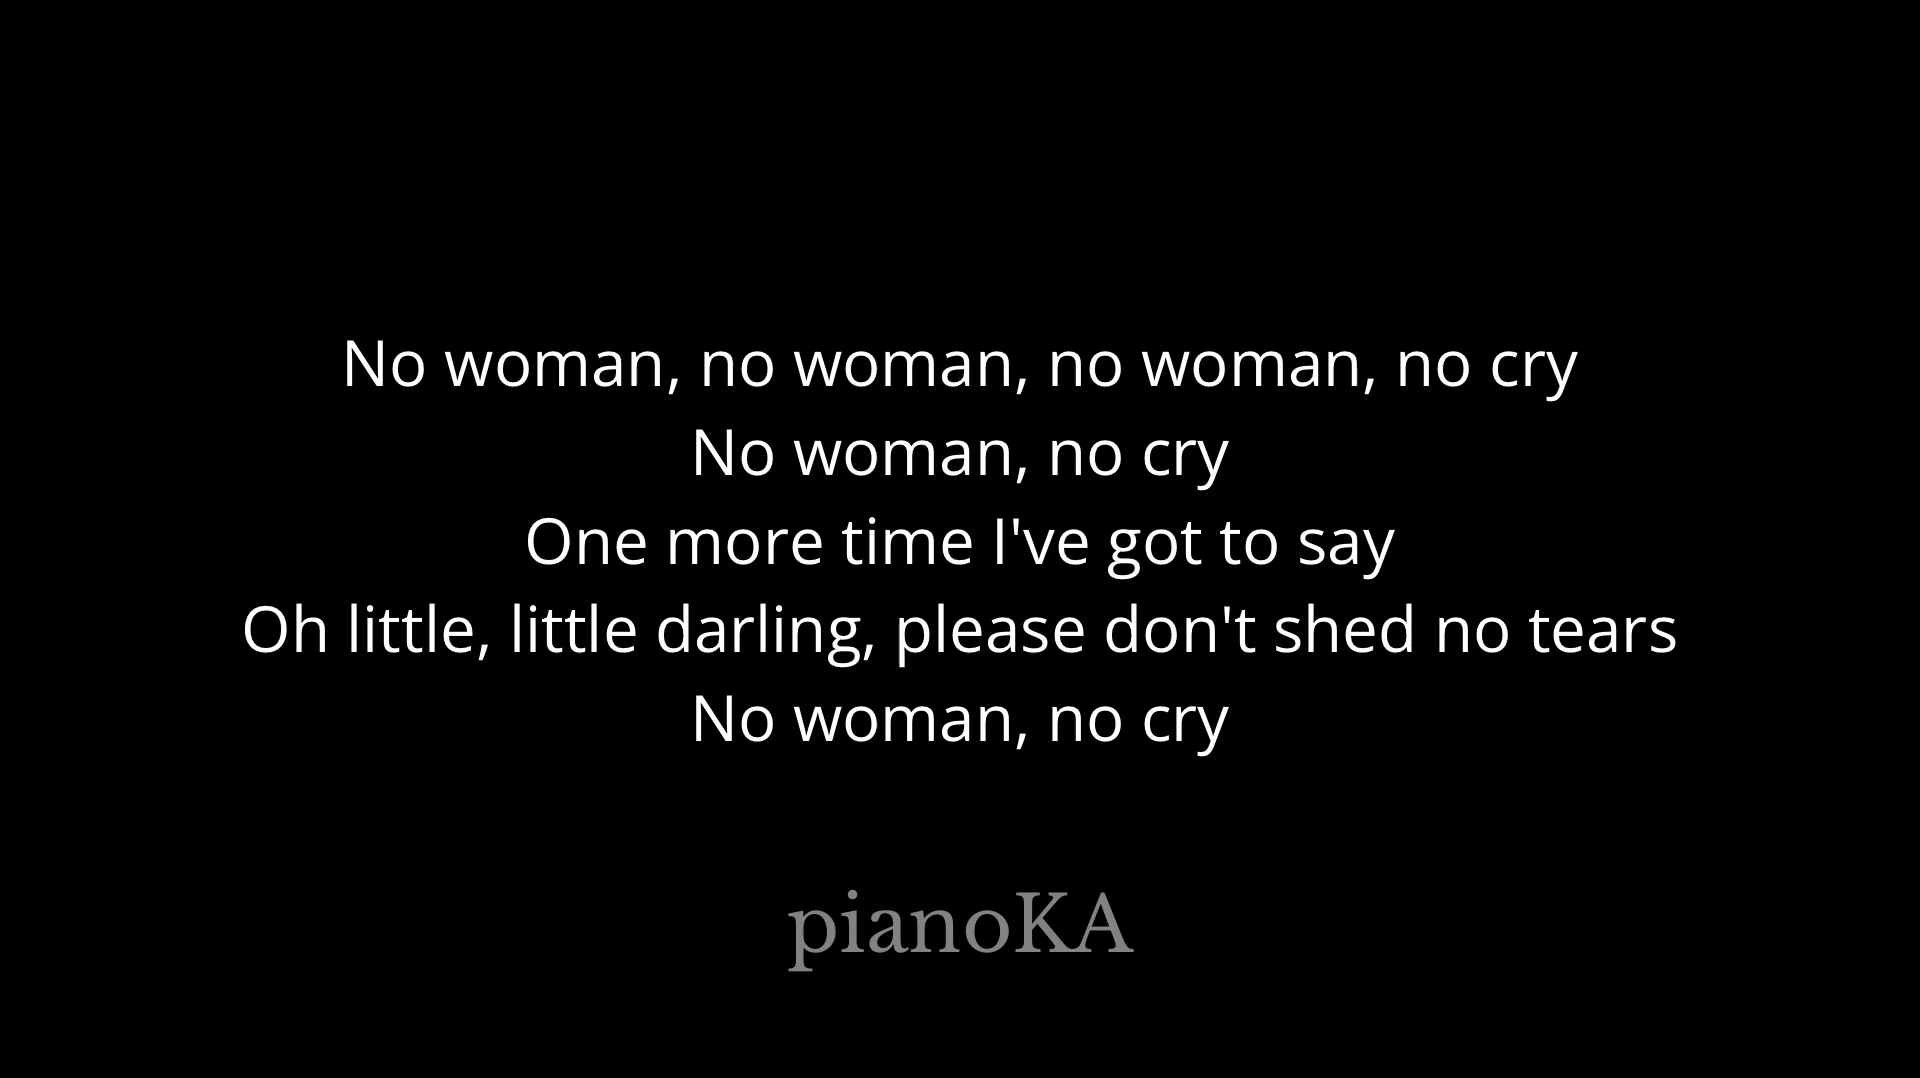 No woman, no woman, no woman, no cry
No woman, no cry
One more time I've got to say
Oh little, little darling, please don't shed no tears
No woman, no cry
pianoKA